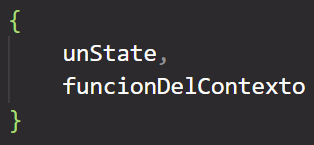 {
unState,
funcionDelContexto
}